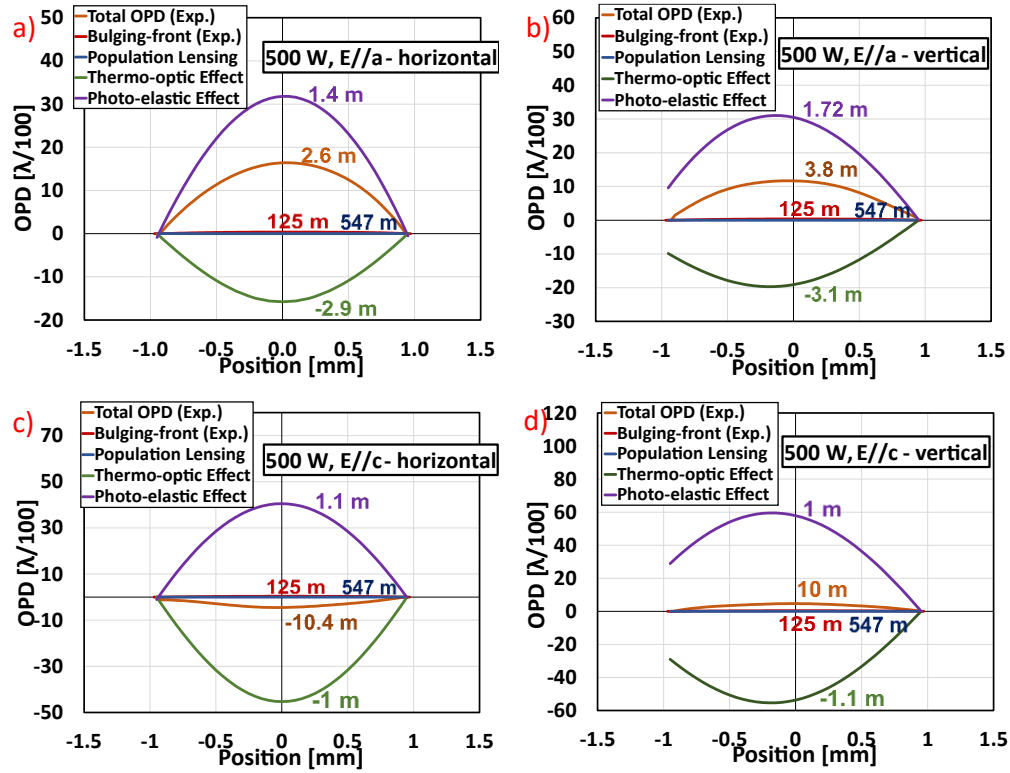 a)
Total OPD (Exp.)
Bulging-front (Exp.)
Population Lensing
Thermo-optic Effect
Photo-elastic Effect
500 W, E//a - horizontal
OPD [λ/100]
50
40
30
20
10
0
-10
-20
1.4 m
2.6 m
125 m 547 m
-2.9 m
-1.5 -1.0 -0.5 0 0.5 1.0 1.5
Position [mm]
b)
Total OPD (Exp.)
Bulging-front (Exp.)
Population Lensing
Thermo-optic Effect
Photo-elastic Effect
500 W, E//a - vertical
OPD [λ/100]
60
50
40
30
20
10
0
-10
-20
-30
1.72 m
3.8 m
125 m 547 m
-3.1 m
-1.5 -1 -0.5 0 0.5 1 1.5
Position [mm]
c)
Total OPD (Exp.)
Bulging-front (Exp.)
Population Lensing
Thermo-optic Effect
Photo-elastic Effect
500 W, E//c - horizontal
OPD [λ/100]
70
50
30
10
-10
-30
-50
1.1 m
125 m 547 m
-10.4 m
-1 m
-1.5 -1 -0.5 0 0.5 1 1.5
Position [mm]
d)
Total OPD (Exp.)
Bulging-front (Exp.)
Population Lensing
Thermo-optic Effect
Photo-elastic Effect
500 W, E//c - vertical
OPD [λ/100]
120
100
80
60
40
20
0
-20
-40
-60
1 m
10 m
125 m 547 m
-1.1 m
-1.5 -1 -0.5 0 0.5 1 1.5
Position [mm]